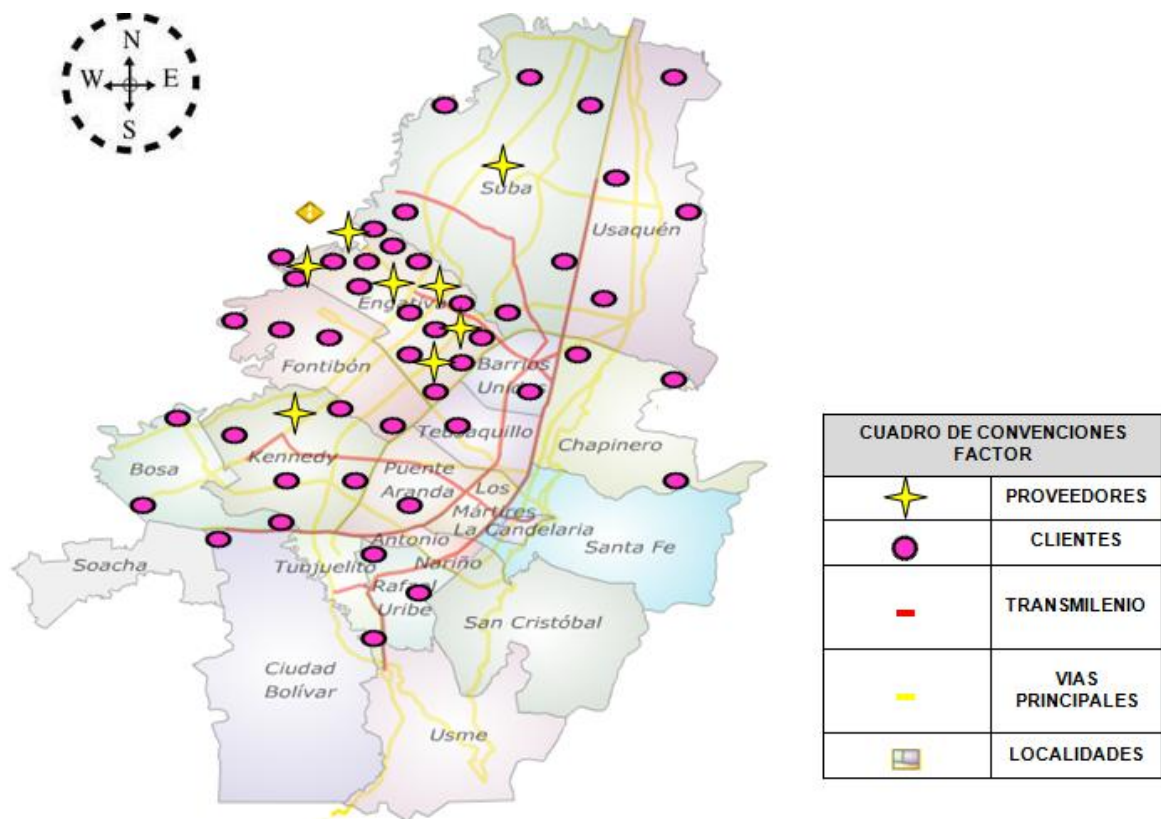 N
W E
S
Suba
Usaquén
Engativa
Fontibón
Barrios
Unidos
Teusaquillo
Chapinero
Kennedy
Bosa
Puente
Aranda
Los
Mártires
La Candelaria
Santa Fe
Antonio
Nariño
Soacha
Tunjuelito
Rafael
Uribe
San Cristóbal
Ciudad
Bolívar
Usme
CUADRO DE CONVENCIONES
FACTOR
PROVEEDORES
CLIENTES
TRANSMILENIO
VIAS
PRINCIPALES
LOCALIDADES